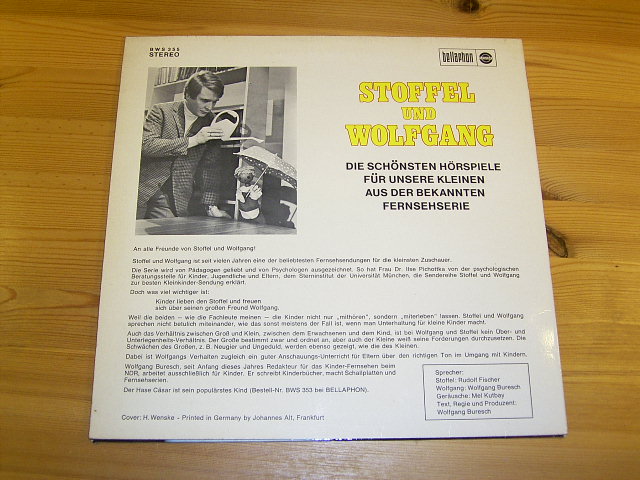 BWS 355
STEREO
bellaphon
STOFFEL
UND
WOLFGANG
DIE SCHÖNSTEN HÖRSPIELE
FÜR UNSERE KLEINEN
AUS DER BEKANNTEN
FERNSEHSERIE
An alle Freunde von Stoffel und Wolfgang!
Stoffel und Wolfgang ist seit vielen Jahren eine der beliebtesten Fernsehsendungen für die kleinsten Zuschauer.
Die Serie wird von Pädagogen geliebt und von Psychologen ausgezeichnet. So hat Frau Dr. Ilse Pichottka von der psychologischen
Beratungsstelle für Kinder, Jugendliche und Eltern, dem Sterninstitut der Universität München, die Sendereihe Stoffel und Wolfgang
zur besten Kleinkinder-Sendung erklärt.
Doch was viel wichtiger ist:
Kinder lieben den Stoffel und freuen
sich über seinen großen Freund Wolfgang.
Weil die beiden – wie die Fachleute meinen – die Kinder nicht nur „mithören“, sondern „miterleben“ lassen. Stoffel und Wolfgang
sprechen nicht betulich miteinander, wie das sonst meistens der Fall ist, wenn man Unterhaltung für kleine Kinder macht.
Auch das Verhältnis zwischen Groß und Klein, zwischen dem Erwachsenen und dem Kind, ist bei Wolfgang und Stoffel kein Über- und
Unterlegenheits-Verhältnis. Der Große bestimmt zwar und ordnet an, aber auch der Kleine weiß seine Forderungen durchzusetzen. Die
Schwächen des Großen, z. B. Neugier und Ungeduld, werden ebenso gezeigt, wie die des Kleinen.
Dabei ist Wolfgangs Verhalten zugleich ein guter Anschauungs-Unterricht für Eltern über den richtigen Ton im Umgang mit Kindern.
Wolfgang Buresch, seit Anfang dieses Jahres Redakteur für das Kinder-Fernsehen beim
NDR, arbeitet ausschließlich für Kinder. Er schreibt Kinderbücher, macht Schallplatten und
Fernsehserien.
Der Hase Cäsar ist sein populärstes Kind (Bestell-Nr. BWS 353 bei BELLAPHON).
Sprecher:
Stoffel: Rudolf Fischer
Wolfgang: Wolfgang Buresch
Geräusche: Mel Kutbay
Text, Regie und Produzent:
Wolfgang Buresch
Cover: H. Wenske – Printed in Germany by Johannes Alt, Frankfurt